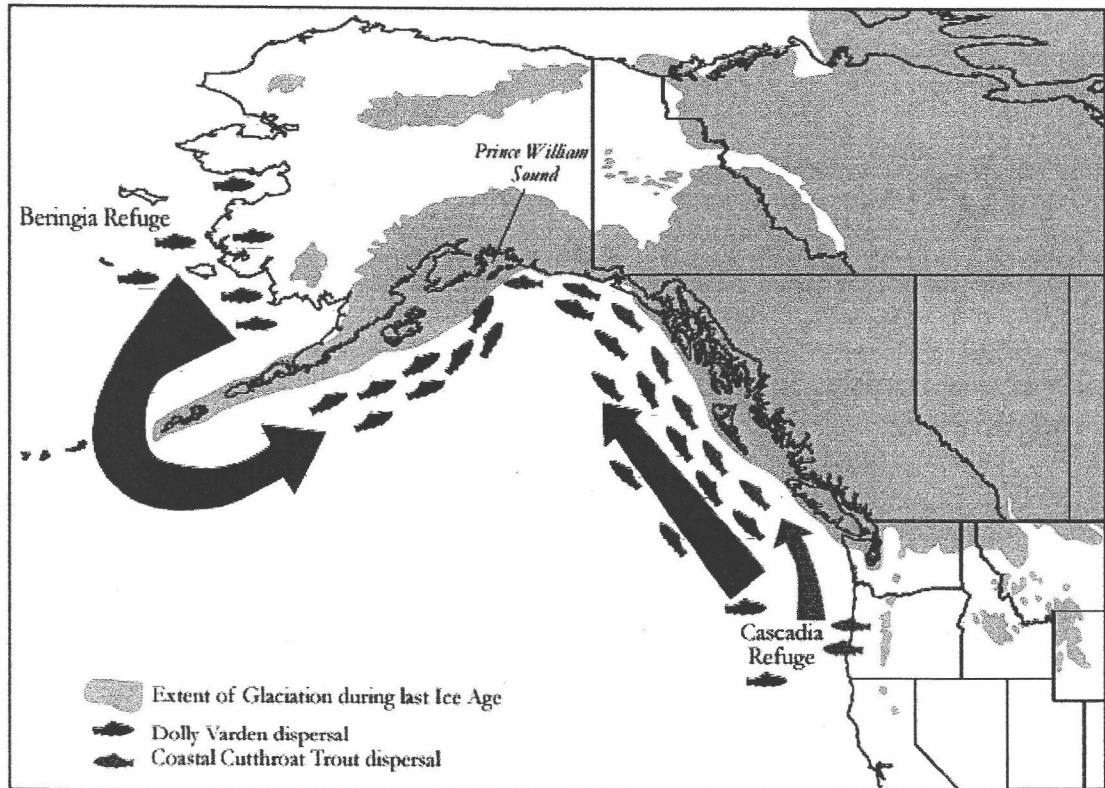 Prince William
Sound
Beringia Refuge
Cascadia
Refuge
Extent of Glaciation during last Ice Age
Dolly Varden dispersal
Coastal Cutthroat Trout dispersal